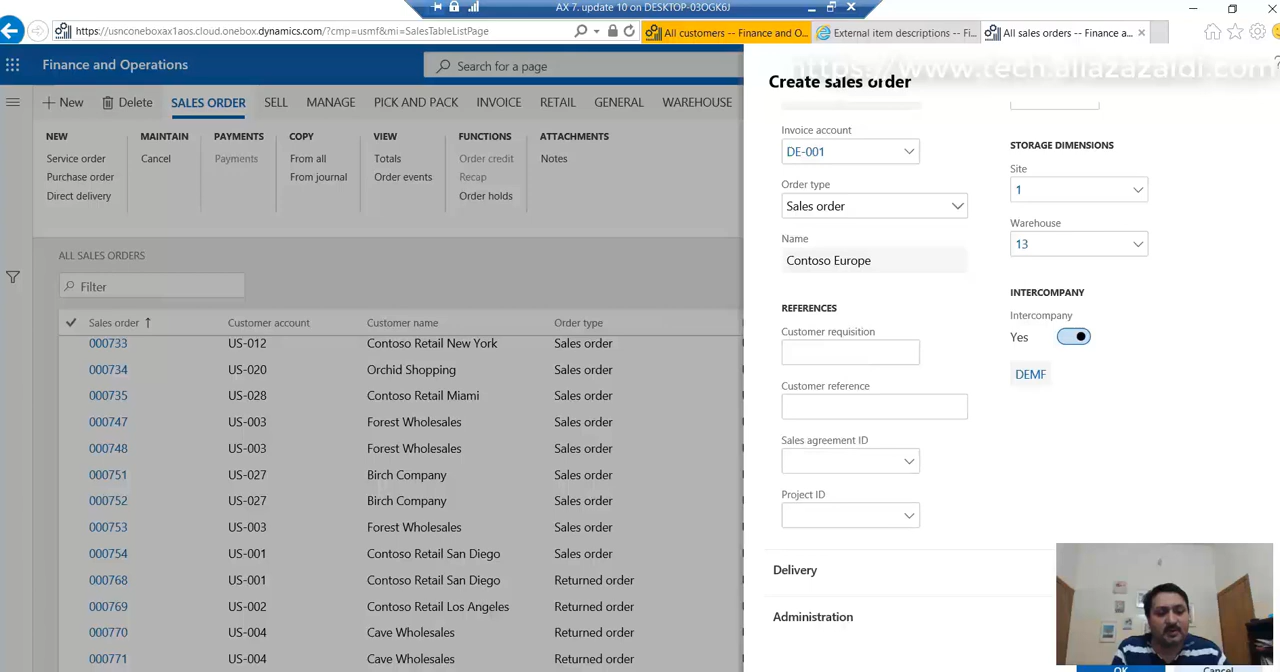 AX 7. update 10 on DESKTOP-03OGK6J
https://usnconeboxax1aos.cloud.onebox.dynamics.com/?cmp=usmf&mi=SalesTableListPage
All customers -- Finance and O...
External item descriptions -- Fi...
All sales orders -- Finance a...
Finance and Operations
Search for a page
https://www.tech.aliazazaidi.com
Create sales order
New
Delete
SALES ORDER
SELL
MANAGE
PICK AND PACK
INVOICE
RETAIL
GENERAL
WAREHOUSE
NEW
Service order
Purchase order
Direct delivery
MAINTAIN
Cancel
PAYMENTS
Payments
COPY
From all
From journal
VIEW
Totals
Order events
FUNCTIONS
Order credit
Recap
Order holds
ATTACHMENTS
Notes
ALL SALES ORDERS
Filter
Sales order Customer account Customer name Order type
000733 US-012 Contoso Retail New York Sales order
000734 US-020 Orchid Shopping Sales order
000735 US-028 Contoso Retail Miami Sales order
000747 US-003 Forest Wholesales Sales order
000748 US-003 Forest Wholesales Sales order
000751 US-027 Birch Company Sales order
000752 US-027 Birch Company Sales order
000753 US-003 Forest Wholesales Sales order
000754 US-001 Contoso Retail San Diego Sales order
000768 US-001 Contoso Retail San Diego Returned order
000769 US-002 Contoso Retail Los Angeles Returned order
000770 US-004 Cave Wholesales Returned order
000771 US-004 Cave Wholesales Returned order
Invoice account
DE-001
Order type
Sales order
Name
Contoso Europe
REFERENCES
Customer requisition
Customer reference
Sales agreement ID
Project ID
STORAGE DIMENSIONS
Site
1
Warehouse
13
INTERCOMPANY
Intercompany
Yes
DEMF
Delivery
Administration
OK
Cancel